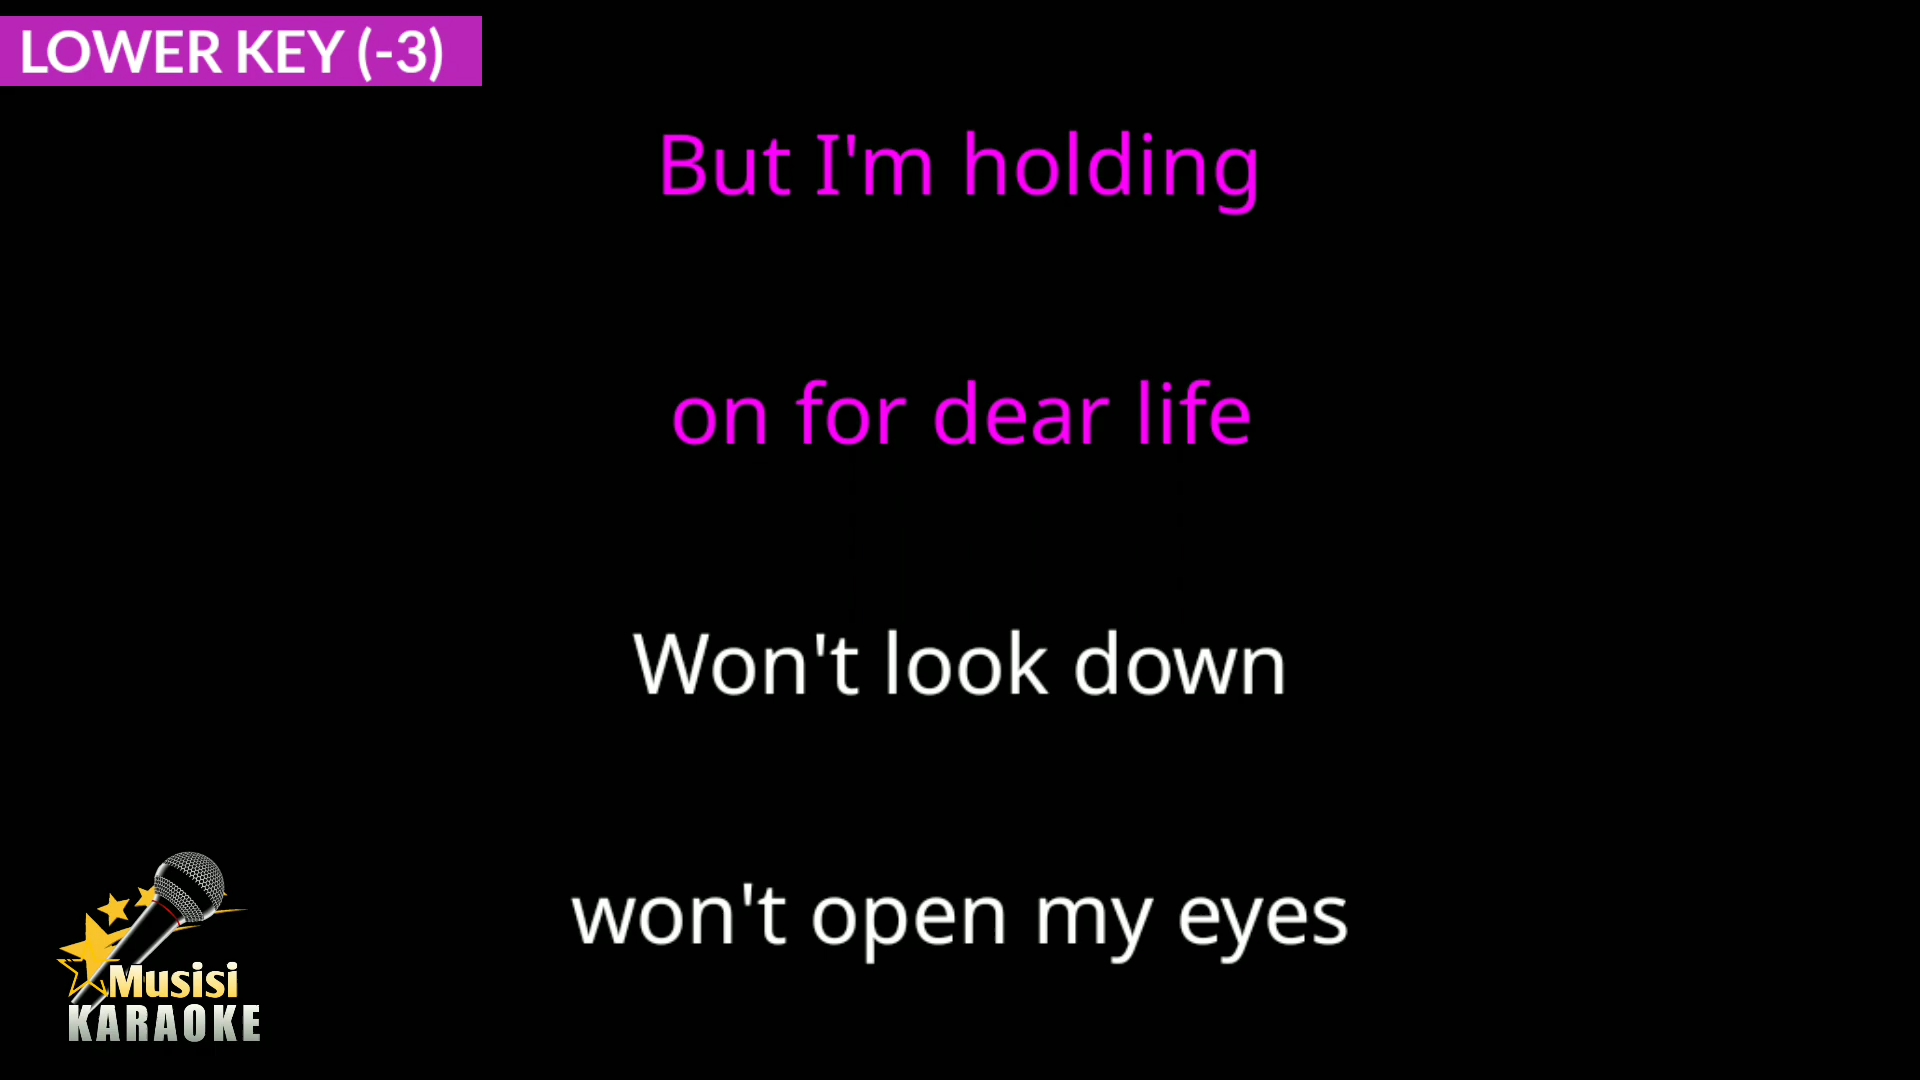 LOWER KEY (-3)
But I'm holding
on for dear life
Won't look down
won't open my eyes
Musisi
KARAOKE